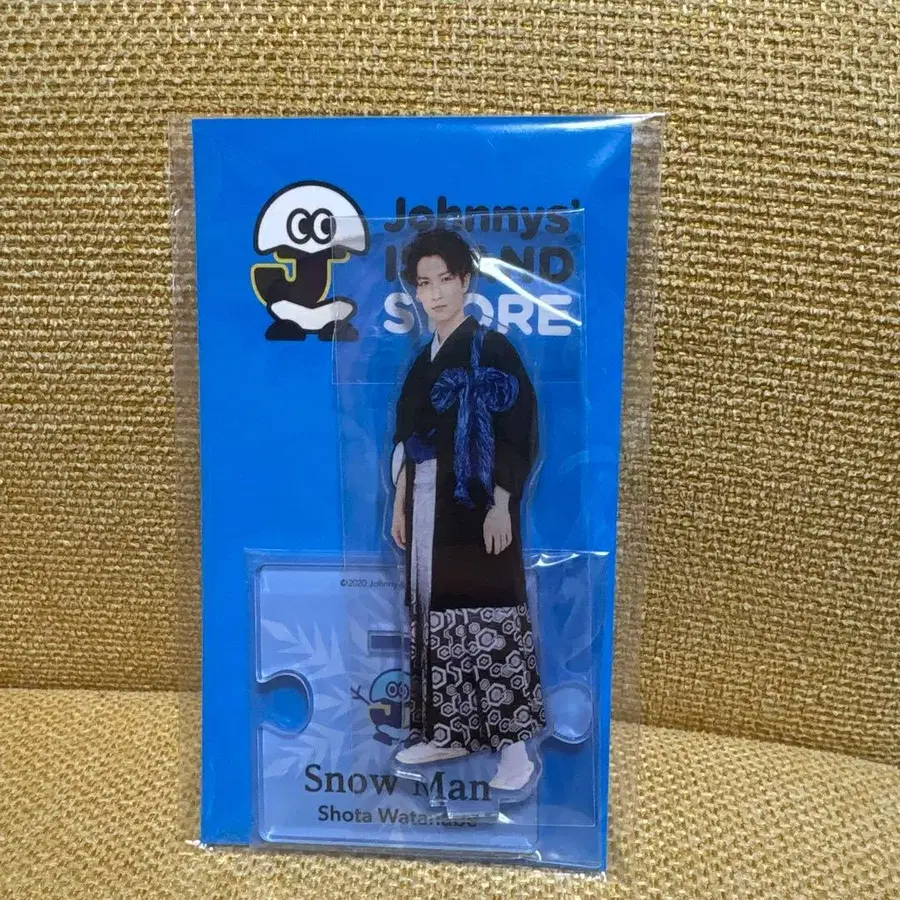 Johnnys'
ISLAND
STORE
©2020 Johnny
Snow Man
Shota Watanabe